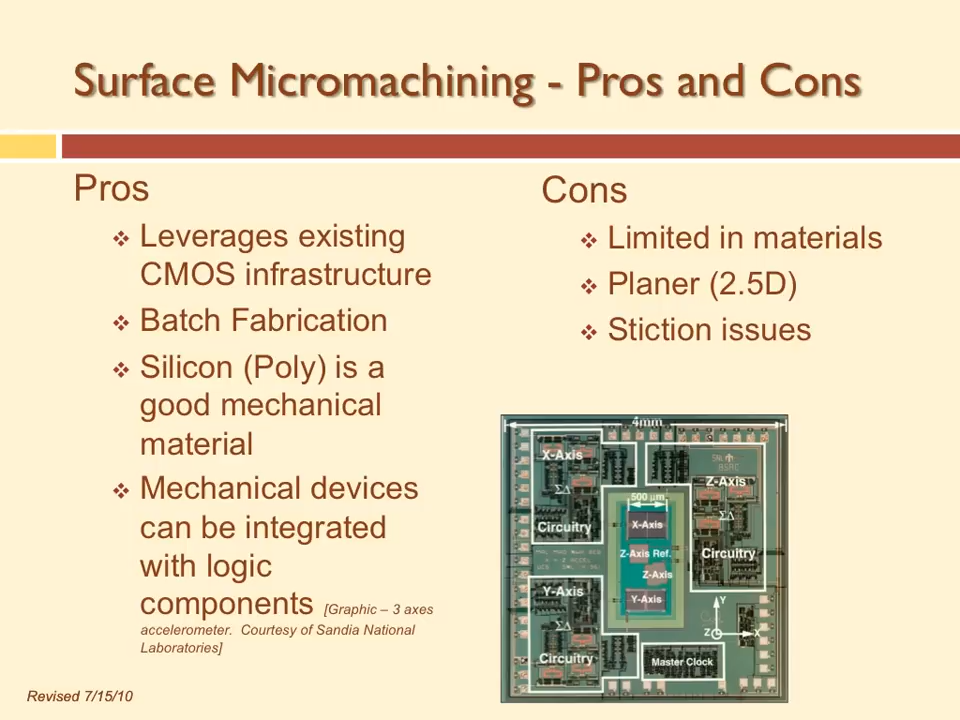 Surface Micromachining - Pros and Cons
Pros
❖ Leverages existing
CMOS infrastructure
❖ Batch Fabrication
❖ Silicon (Poly) is a
good mechanical
material
❖ Mechanical devices
can be integrated
with logic
components [Graphic – 3 axes
accelerometer. Courtesy of Sandia National
Laboratories]
Cons
❖ Limited in materials
❖ Planer (2.5D)
❖ Stiction issues
4mm
X-Axis
ΣΔ
Circuitry
Z-Axis
ΣΔ
Circuitry
500 µm
X-Axis
Z-Axis Ref.
Z-Axis
Y-Axis
Y-Axis
ΣΔ
Circuitry
Master Clock
Y
Z
X
Revised 7/15/10